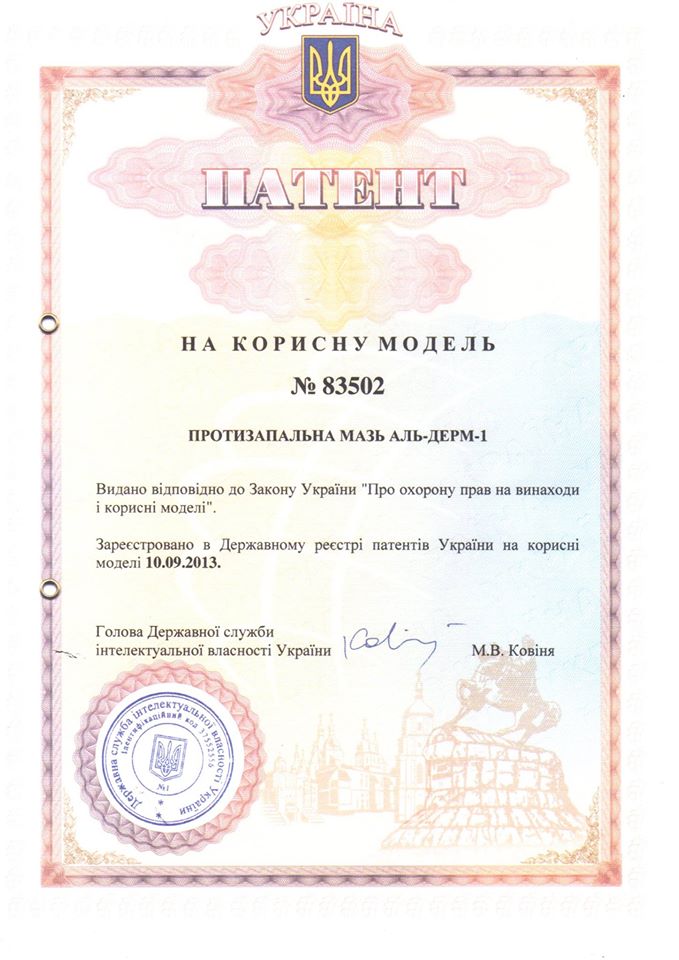 УКРАЇНА
ПАТЕНТ
НА КОРИСНУ МОДЕЛЬ
№ 83502
ПРОТИЗАПАЛЬНА МАЗЬ АЛЬ-ДЕРМ-1
Видано відповідно до Закону України "Про охорону прав на винаходи
і корисні моделі".
Зареєстровано в Державному реєстрі патентів України на корисні
моделі 10.09.2013.
Голова Державної служби
інтелектуальної власності України
М.В. Ковіня
Державна служба інтелектуальної власності України
Ідентифікаційний код 37552556
№1